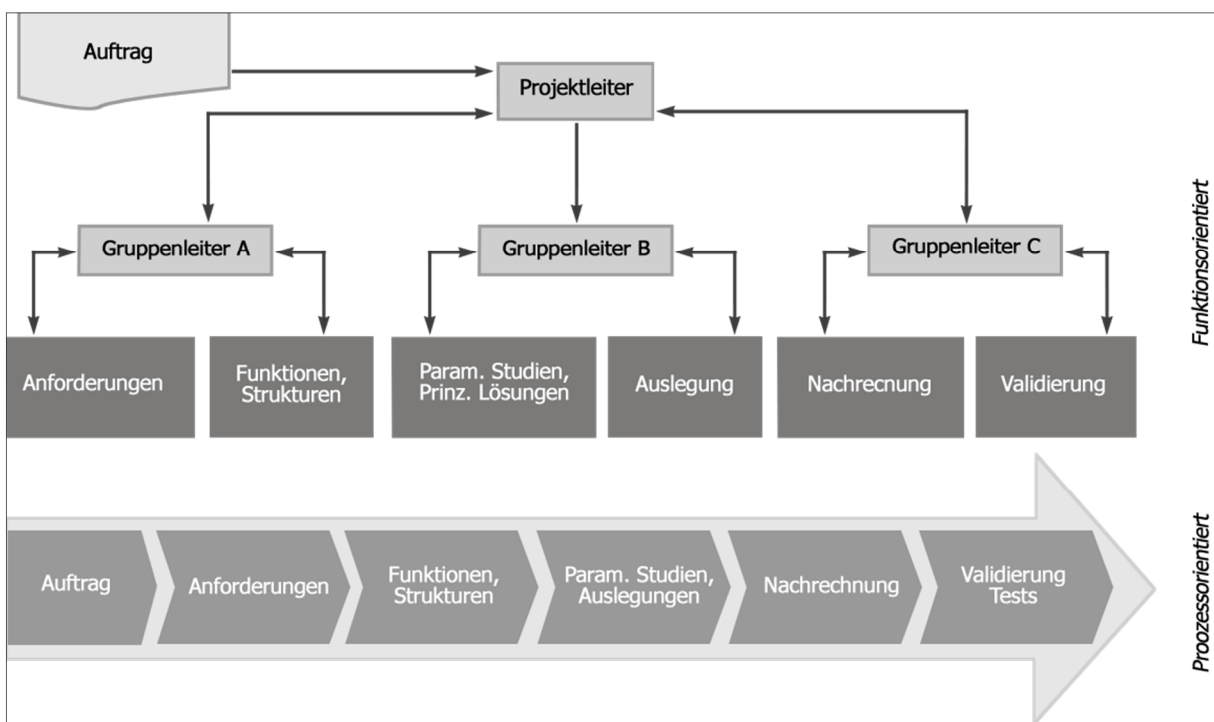 Auftrag
Projektleiter
Gruppenleiter A
Gruppenleiter B
Gruppenleiter C
Funktionsorientiert
Anforderungen
Funktionen,
Strukturen
Param. Studien,
Prinz. Lösungen
Auslegung
Nachrecnung
Validierung
Auftrag
Anforderungen
Funktionen,
Strukturen
Param. Studien,
Auslegungen
Nachrechnung
Validierung
Tests
Proozessorientiert